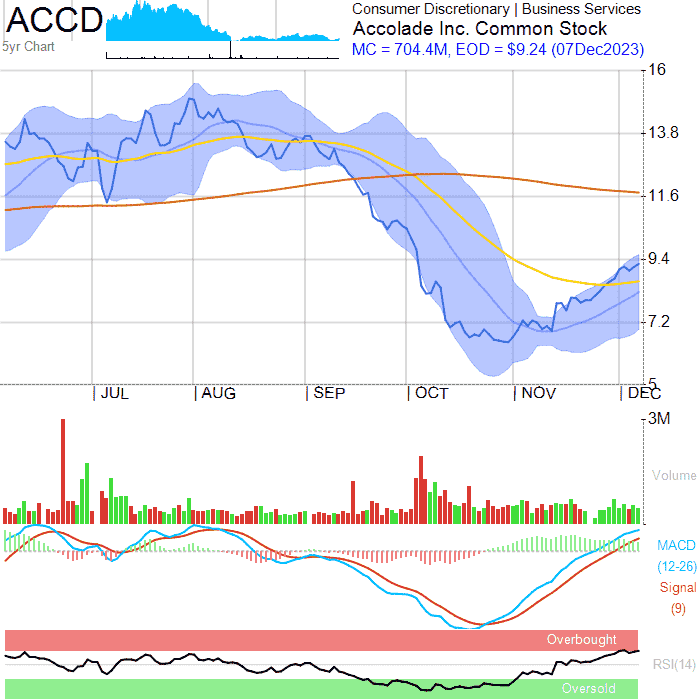 ACCD
5yr Chart
Consumer Discretionary | Business Services
Accolade Inc. Common Stock
MC = 704.4M, EOD = $9.24 (07Dec2023)
16
13.8
11.6
9.4
7.2
5
JUL AUG SEP OCT NOV DEC
3M
Volume
MACD
(12-26)
Signal
(9)
Overbought
RSI(14)
Oversold